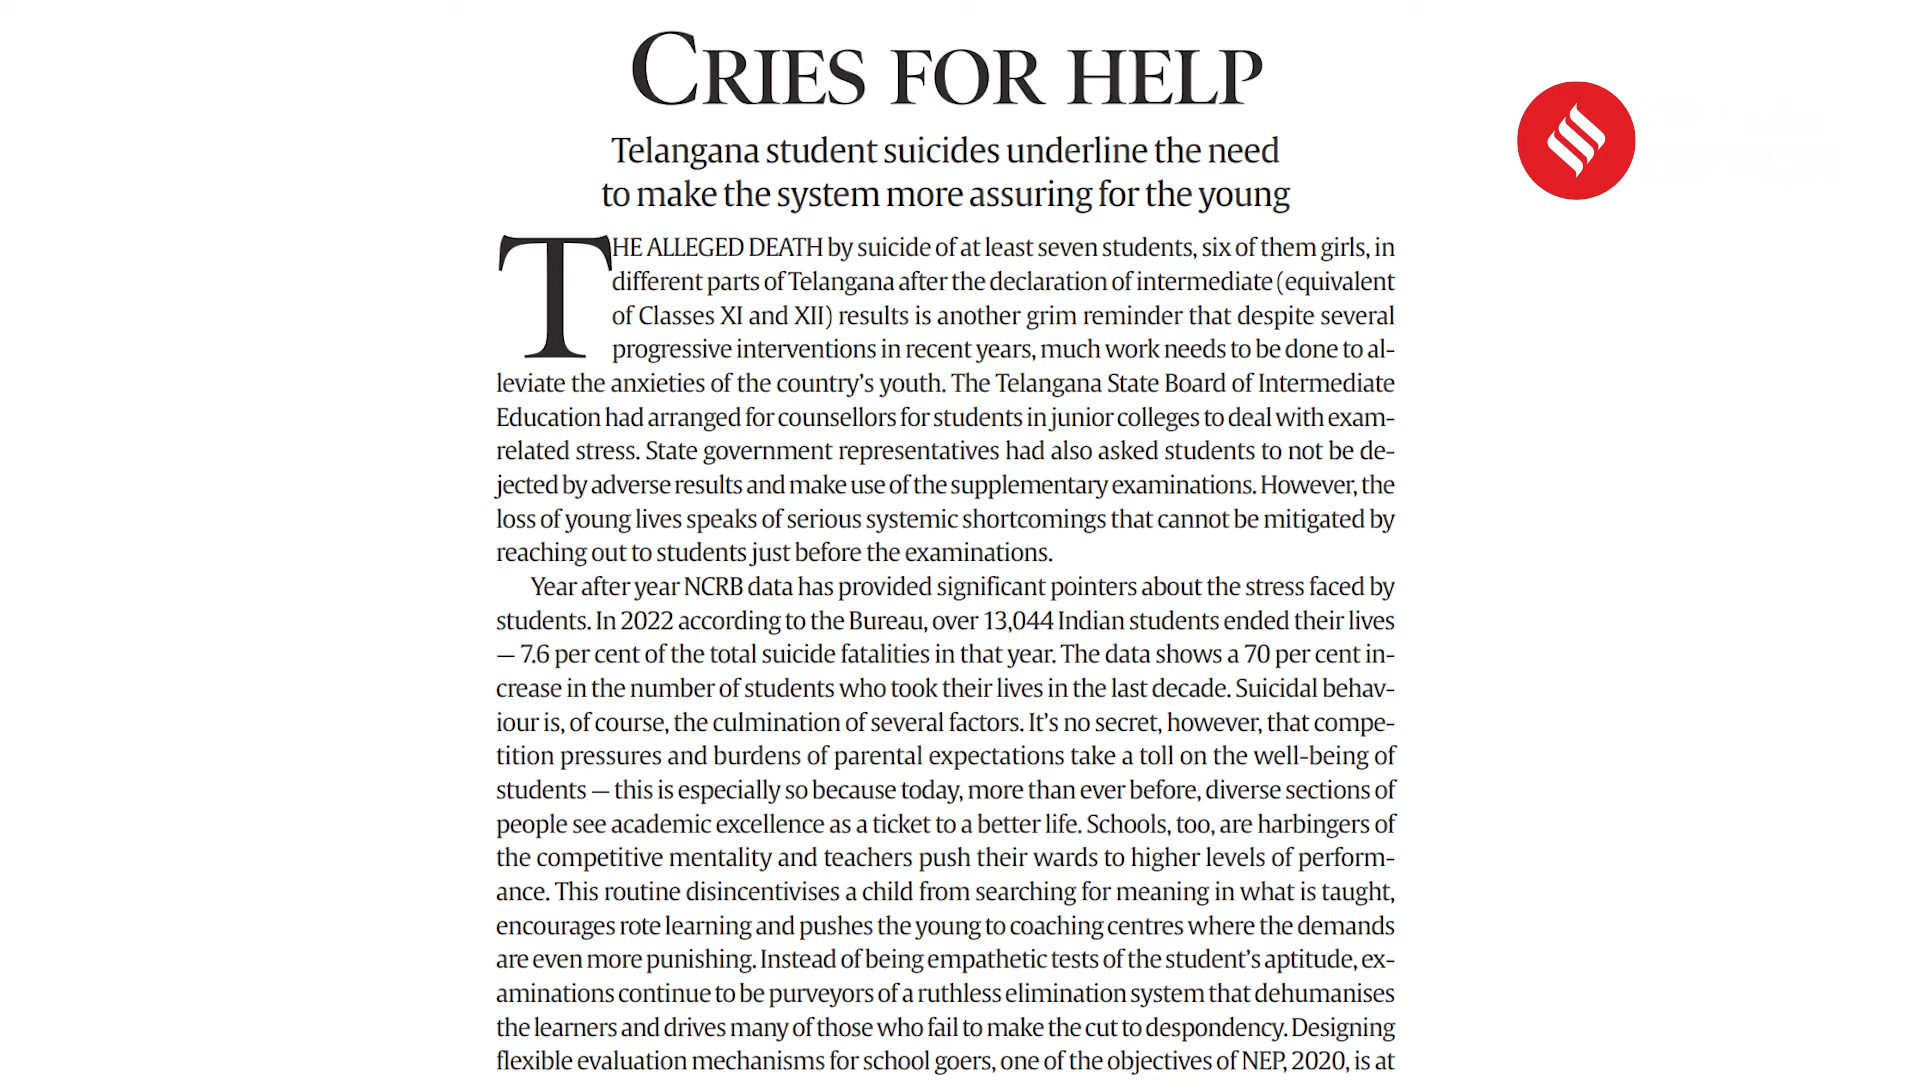 CRIES FOR HELP
Telangana student suicides underline the need
to make the system more assuring for the young
THE ALLEGED DEATH by suicide of at least seven students, six of them girls, in
different parts of Telangana after the declaration of intermediate (equivalent
of Classes XI and XII) results is another grim reminder that despite several
progressive interventions in recent years, much work needs to be done to al-
leviate the anxieties of the country's youth. The Telangana State Board of Intermediate
Education had arranged for counsellors for students in junior colleges to deal with exam-
related stress. State government representatives had also asked students to not be de-
jected by adverse results and make use of the supplementary examinations. However, the
loss of young lives speaks of serious systemic shortcomings that cannot be mitigated by
reaching out to students just before the examinations.
Year after year NCRB data has provided significant pointers about the stress faced by
students. In 2022 according to the Bureau, over 13,044 Indian students ended their lives
— 7.6 per cent of the total suicide fatalities in that year. The data shows a 70 per cent in-
crease in the number of students who took their lives in the last decade. Suicidal behav-
iour is, of course, the culmination of several factors. It's no secret, however, that compe-
tition pressures and burdens of parental expectations take a toll on the well-being of
students — this is especially so because today, more than ever before, diverse sections of
people see academic excellence as a ticket to a better life. Schools, too, are harbingers of
the competitive mentality and teachers push their wards to higher levels of perform-
ance. This routine disincentivises a child from searching for meaning in what is taught,
encourages rote learning and pushes the young to coaching centres where the demands
are even more punishing. Instead of being empathetic tests of the student's aptitude, ex-
aminations continue to be purveyors of a ruthless elimination system that dehumanises
the learners and drives many of those who fail to make the cut to despondency. Designing
flexible evaluation mechanisms for school goers, one of the objectives of NEP, 2020, is at